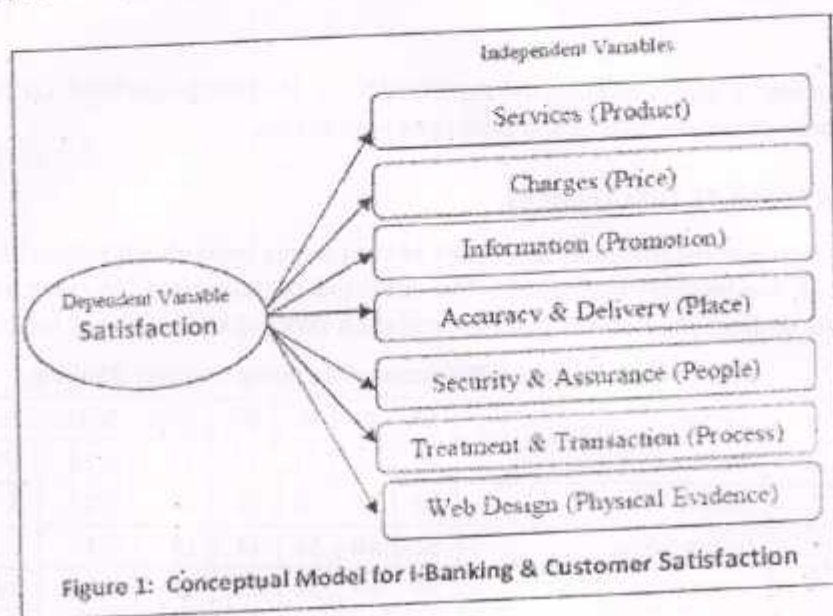 Independent Variables
Services (Product)
Charges (Price)
Information (Promotion)
Dependent Variable
Satisfaction
Accuracy & Delivery (Place)
Security & Assurance (People)
Treatment & Transaction (Process)
Web Design (Physical Evidence)
Figure 1: Conceptual Model for I-Banking & Customer Satisfaction